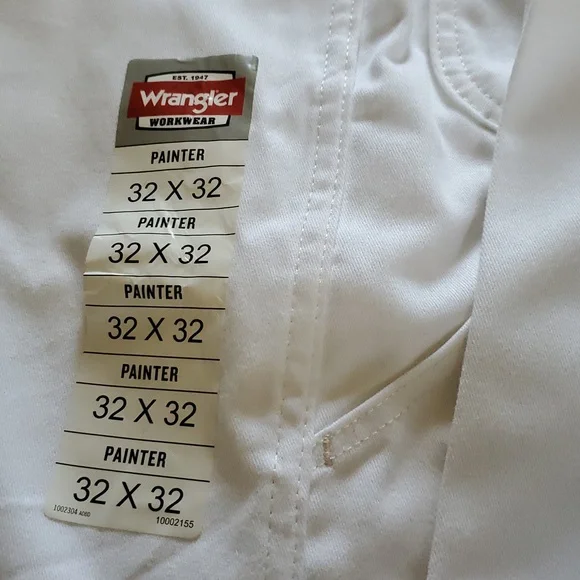 EST. 1947
Wrangler
WORKWEAR
PAINTER
32 X 32
PAINTER
32 X 32
PAINTER
32 X 32
PAINTER
32 X 32
PAINTER
32 X 32
1002304 10002155